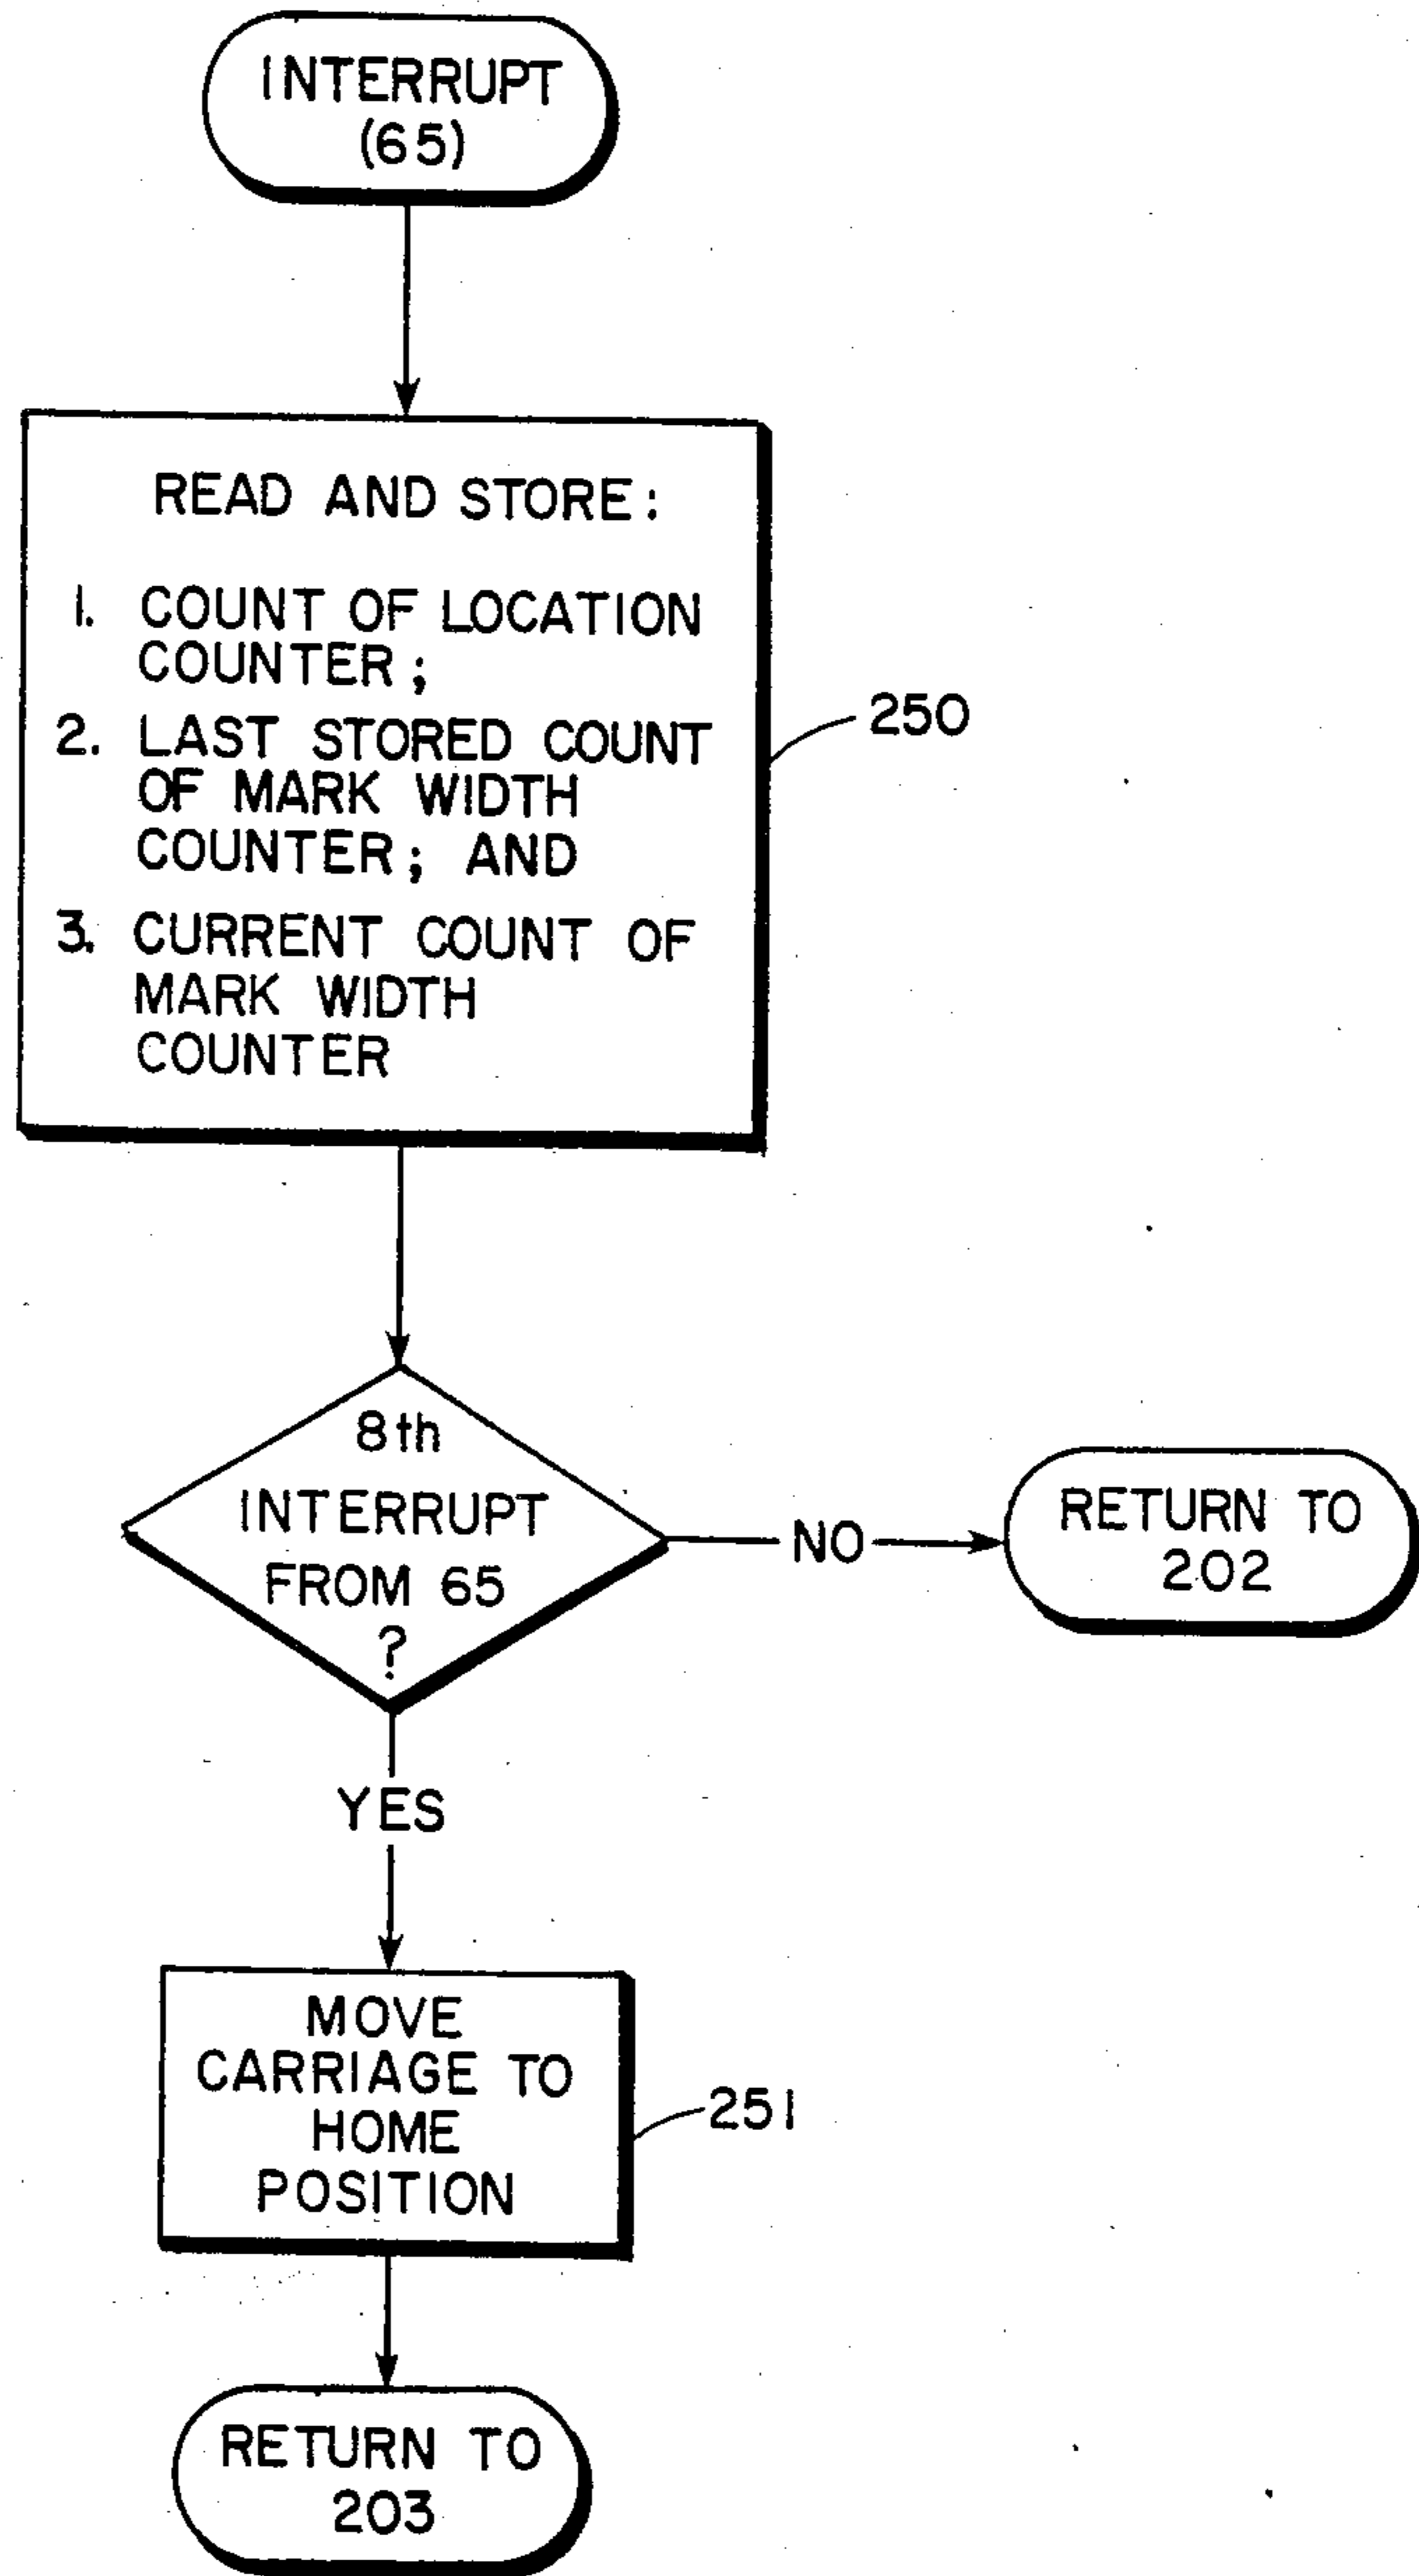 INTERRUPT
(65)
READ AND STORE:
1. COUNT OF LOCATION
COUNTER;
2. LAST STORED COUNT
OF MARK WIDTH
COUNTER; AND
3. CURRENT COUNT OF
MARK WIDTH
COUNTER
250
8th
INTERRUPT
FROM 65
?
NO
RETURN TO
202
YES
MOVE
CARRIAGE TO
HOME
POSITION
251
RETURN TO
203